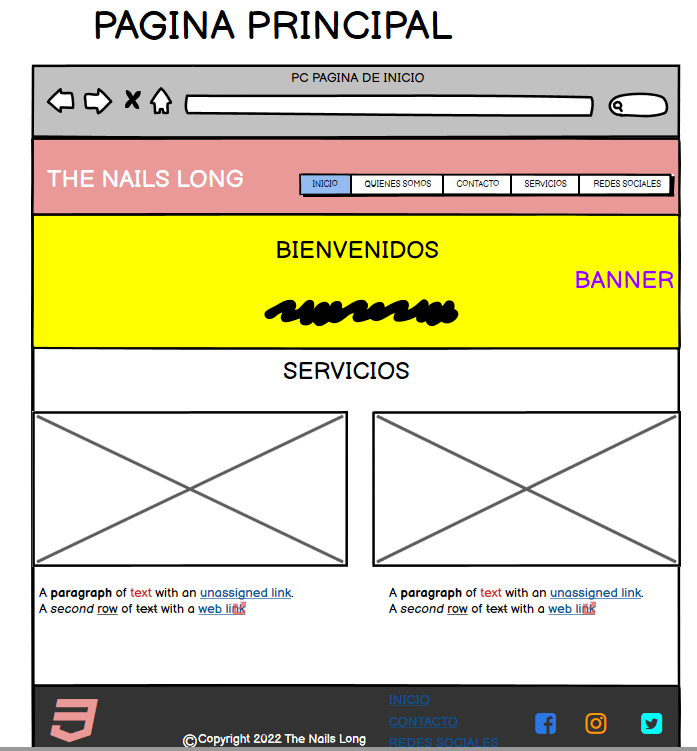 PAGINA PRINCIPAL
PC PAGINA DE INICIO
THE NAILS LONG
INICIO QUIENES SOMOS CONTACTO SERVICIOS REDES SOCIALES
BIENVENIDOS
BANNER
SERVICIOS
A paragraph of text with an unassigned link.
A second row of text with a web link
A paragraph of text with an unassigned link.
A second row of text with a web link
INICIO
CONTACTO
REDES SOCIALES
©Copyright 2022 The Nails Long